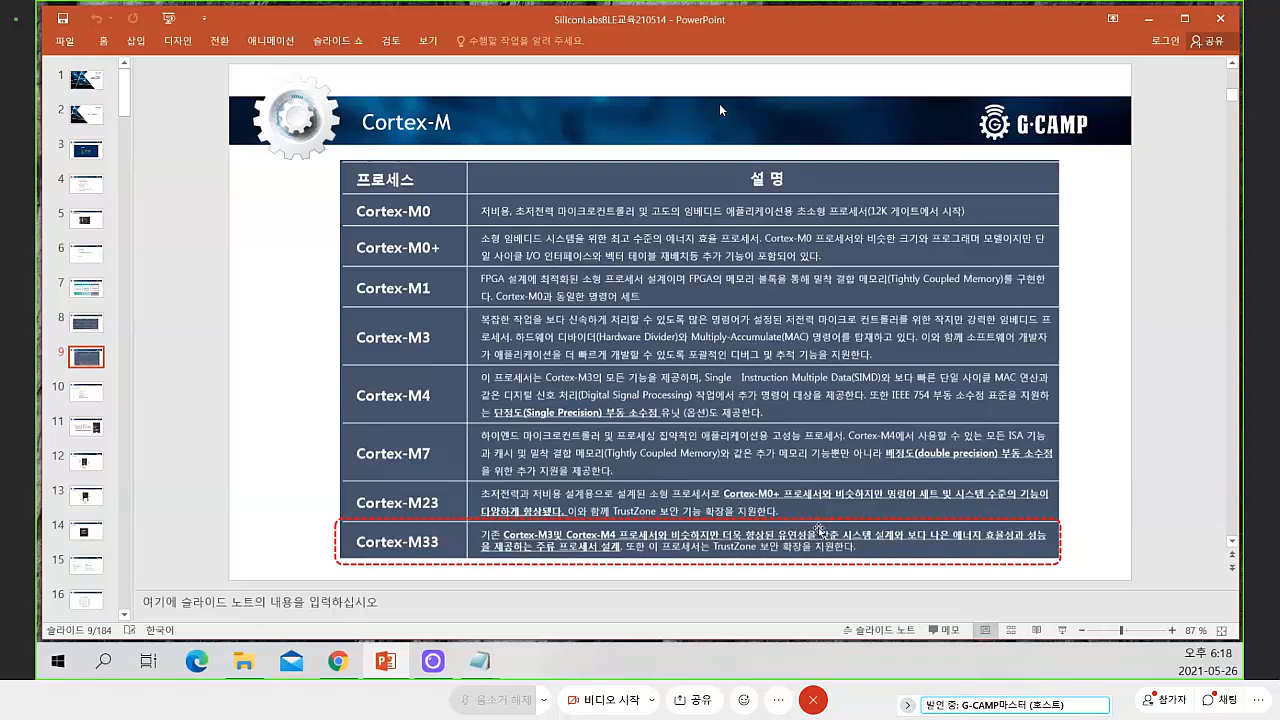 SiliconLabsBLE교육210514 - PowerPoint
파일 홈 삽입 디자인 전환 애니메이션 슬라이드 쇼 검토 보기 수행할 작업을 알려 주세요. 로그인 공유
1
2
3
4
5
6
7
8
9
10
11
12
13
14
15
16
Cortex-M
G·CAMP
프로세스 설 명
Cortex-M0 저비용, 초저전력 마이크로컨트롤러 및 고도의 임베디드 애플리케이션용 초소형 프로세서(12K 게이트에서 시작)
Cortex-M0+ 소형 임베디드 시스템을 위한 최고 수준의 에너지 효율 프로세서. Cortex-M0 프로세서와 비슷한 크기와 프로그래머 모델이지만 단
일 사이클 I/O 인터페이스와 벡터 테이블 재배치등 추가 기능이 포함되어 있다.
Cortex-M1 FPGA 설계에 최적화된 소형 프로세서 설계이며 FPGA의 메모리 블록을 통해 밀착 결합 메모리(Tightly Coupled Memory)를 구현한
다. Cortex-M0과 동일한 명령어 세트
Cortex-M3 복잡한 작업을 보다 신속하게 처리할 수 있도록 많은 명령어가 설정된 저전력 마이크로 컨트롤러를 위한 작지만 강력한 임베디드 프
로세서. 하드웨어 디바이더(Hardware Divider)와 Multiply-Accumulate(MAC) 명령어를 탑재하고 있다. 이와 함께 소프트웨어 개발자
가 애플리케이션을 더 빠르게 개발할 수 있도록 포괄적인 디버그 및 추적 기능을 지원한다.
Cortex-M4 이 프로세서는 Cortex-M3의 모든 기능을 제공하며, Single Instruction Multiple Data(SIMD)와 보다 빠른 단일 사이클 MAC 연산과
같은 디지털 신호 처리(Digital Signal Processing) 작업에서 추가 명령어 대상을 제공한다. 또한 IEEE 754 부동 소수점 표준을 지원하
는 단정도(Single Precision) 부동 소수점 유닛 (옵션)도 제공한다.
Cortex-M7 하이엔드 마이크로컨트롤러 및 프로세싱 집약적인 애플리케이션용 고성능 프로세서. Cortex-M4에서 사용할 수 있는 모든 ISA 기능
과 캐시 및 밀착 결합 메모리(Tightly Coupled Memory)와 같은 추가 메모리 기능뿐만 아니라 배정도(double precision) 부동 소수점
을 위한 추가 지원을 제공한다.
Cortex-M23 초저전력과 저비용 설계용으로 설계된 소형 프로세서로 Cortex-M0+ 프로세서와 비슷하지만 명령어 세트 및 시스템 수준의 기능이
다양하게 향상됐다. 이와 함께 TrustZone 보안 기능 확장을 지원한다.
Cortex-M33 기존 Cortex-M3및 Cortex-M4 프로세서와 비슷하지만 더욱 향상된 유연성을 갖춘 시스템 설계와 보다 나은 에너지 효율성과 성능
을 제공하는 주류 프로세서 설계. 또한 이 프로세서는 TrustZone 보안 확장을 지원한다.
여기에 슬라이드 노트의 내용을 입력하십시오
슬라이드 9/184 한국어 슬라이드 노트 메모 87 %
오후 6:18
2021-05-26
음소거 해제 비디오 시작 공유 발언 중: G-CAMP마스터 (호스트) 참가자 채팅